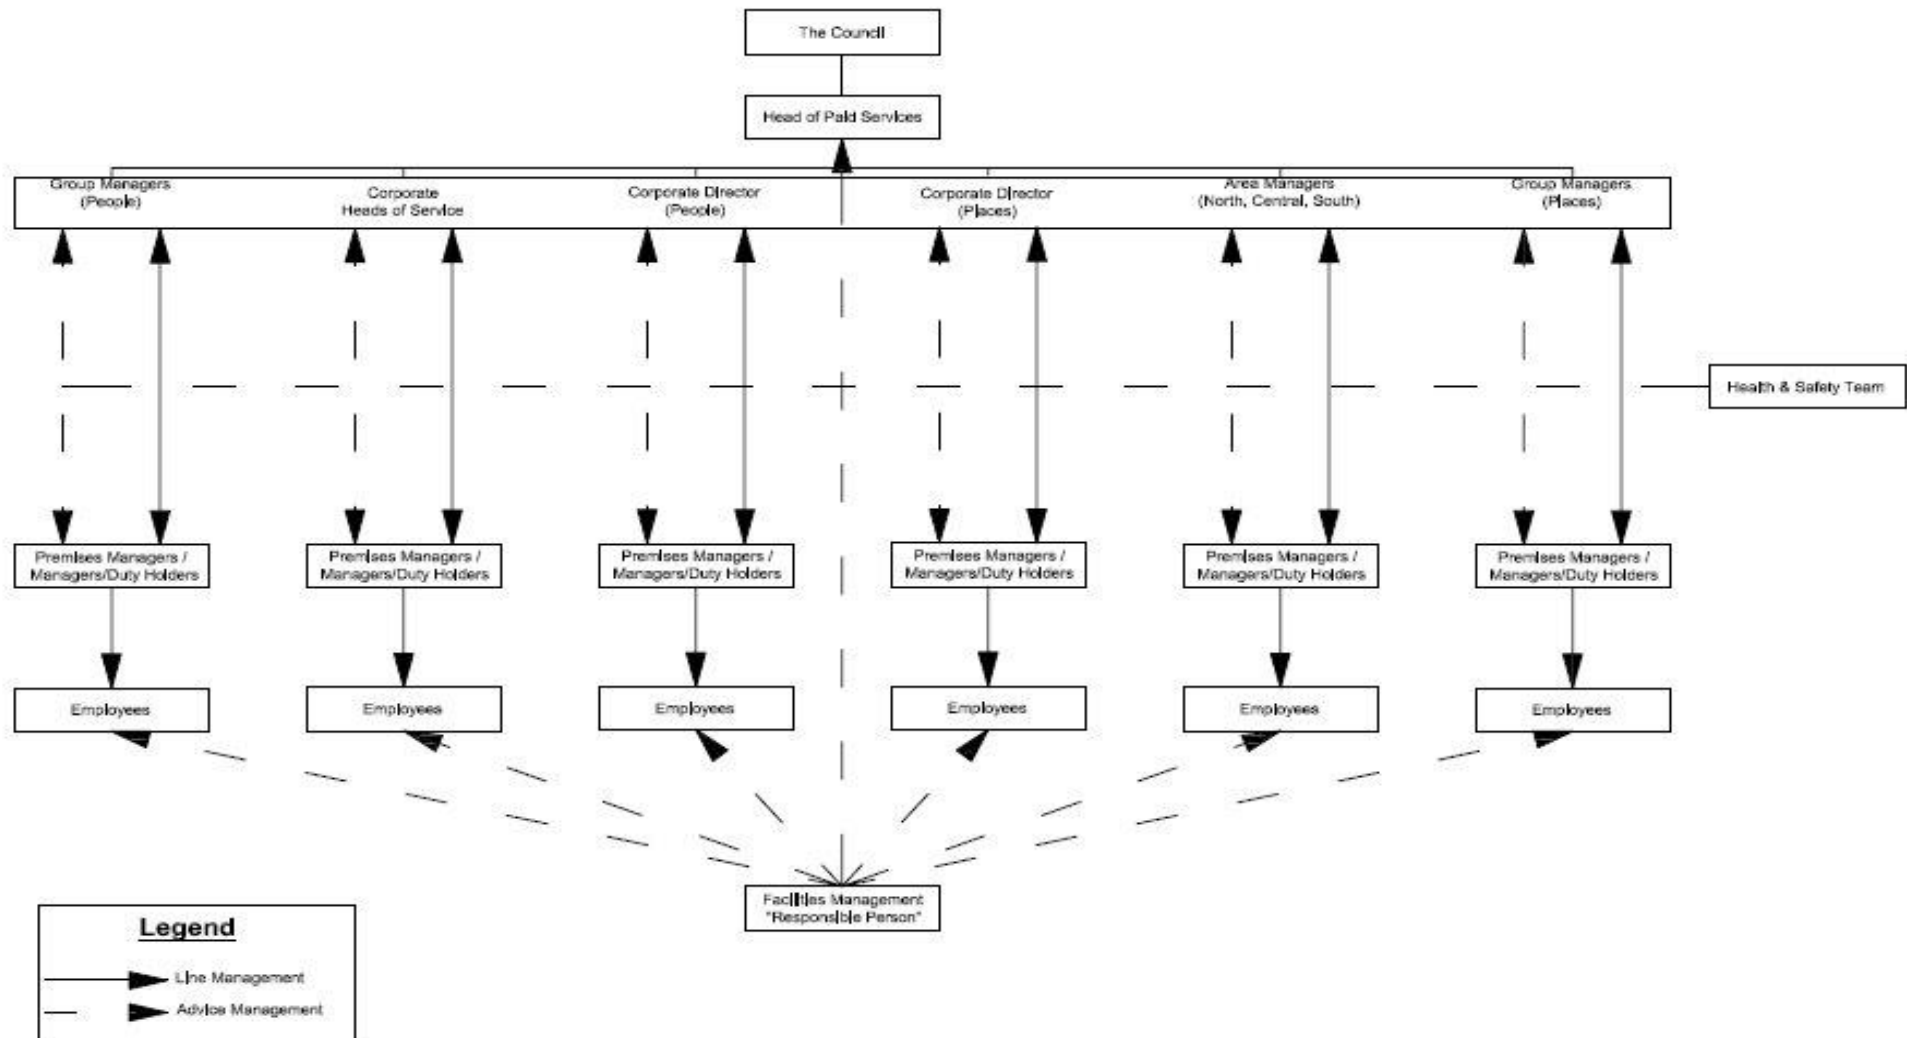 The Council
Head of Paid Services
Group Managers
(People)
Corporate
Heads of Service
Corporate Director
(People)
Corporate Director
(Places)
Area Managers
(North, Central, South)
Group Managers
(Places)
Health & Safety Team
Premises Managers /
Managers/Duty Holders
Premises Managers /
Managers/Duty Holders
Premises Managers /
Managers/Duty Holders
Premises Managers /
Managers/Duty Holders
Premises Managers /
Managers/Duty Holders
Premises Managers /
Managers/Duty Holders
Employees
Employees
Employees
Employees
Employees
Employees
Facilities Management
"Responsible Person"
Legend
Line Management
Advice Management